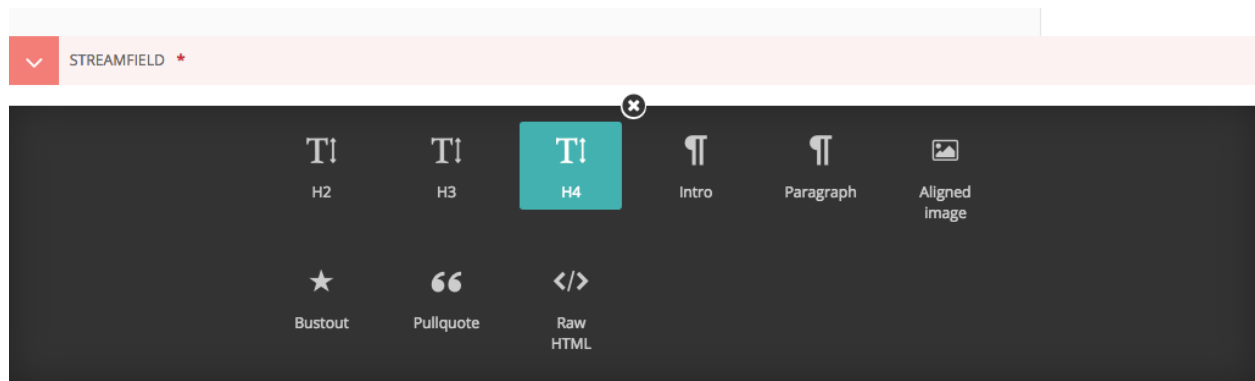 STREAMFIELD *
H2
H3
H4
Intro
Paragraph
Aligned
image
Bustout
Pullquote
Raw
HTML